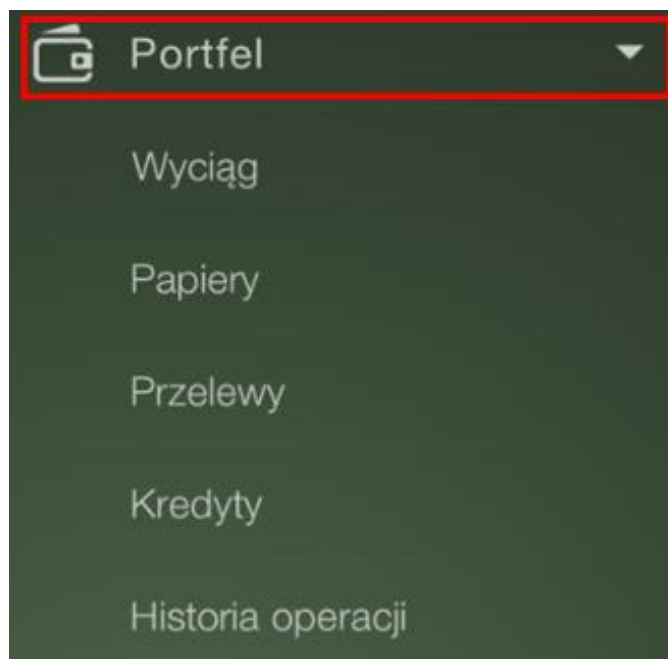 Portfel
Wyciąg
Papiery
Przelewy
Kredyty
Historia operacji